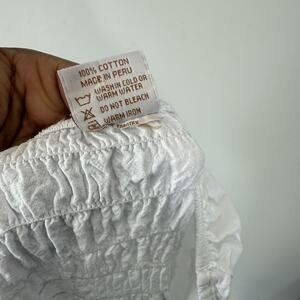 100% COTTON
MADE IN PERU
WASH IN COLD OR
WARM WATER
DO NOT BLEACH
WARM IRON